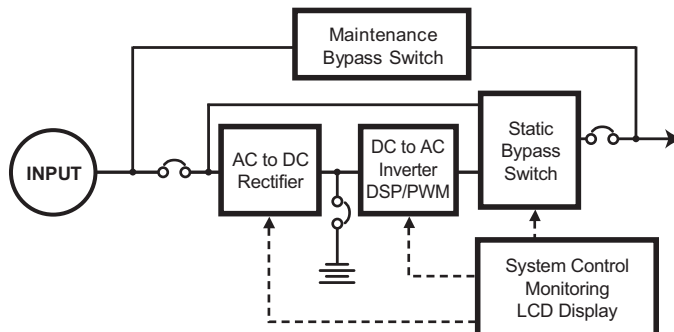 Maintenance
Bypass Switch
INPUT
AC to DC
Rectifier
DC to AC
Inverter
DSP/PWM
Static
Bypass
Switch
System Control
Monitoring
LCD Display